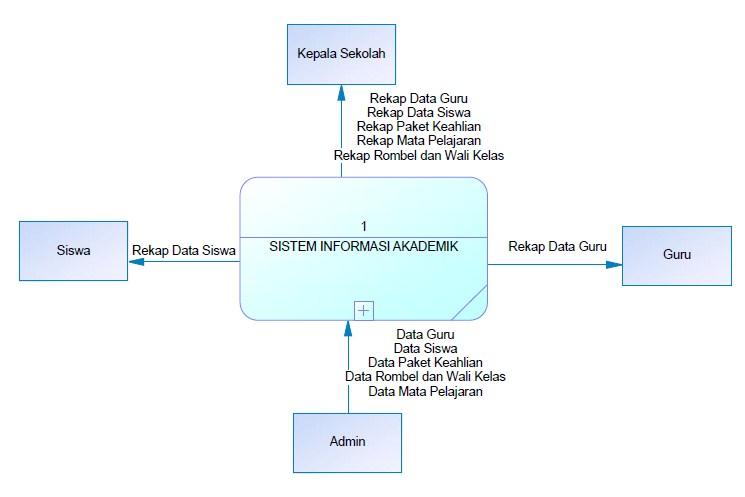 Kepala Sekolah
Rekap Data Guru
Rekap Data Siswa
Rekap Paket Keahlian
Rekap Mata Pelajaran
Rekap Rombel dan Wali Kelas
1
SISTEM INFORMASI AKADEMIK
Siswa
Rekap Data Siswa
Rekap Data Guru
Guru
Data Guru
Data Siswa
Data Paket Keahlian
Data Rombel dan Wali Kelas
Data Mata Pelajaran
Admin